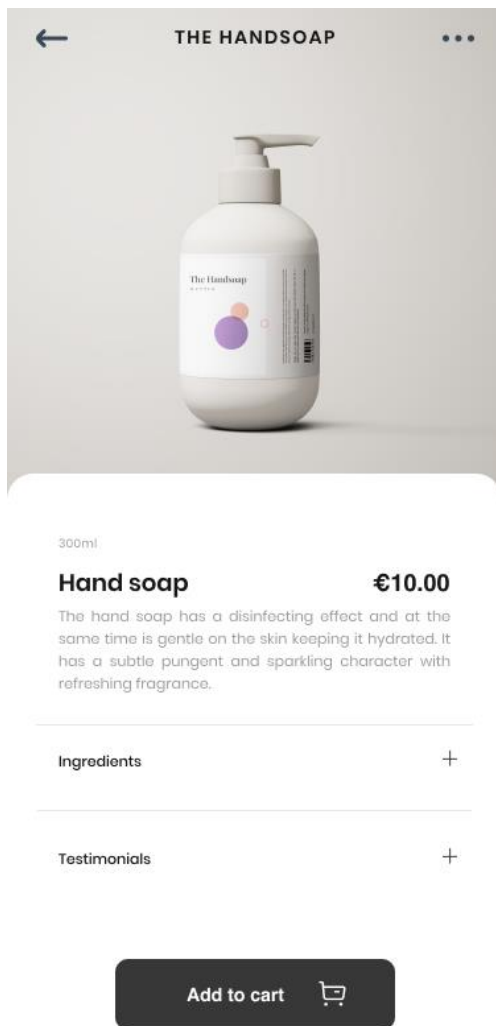 THE HANDSOAP
The Handsoap
300ml
Hand soap €10.00
The hand soap has a disinfecting effect and at the
same time is gentle on the skin keeping it hydrated. It
has a subtle pungent and sparkling character with
refreshing fragrance.
Ingredients
Testimonials
Add to cart